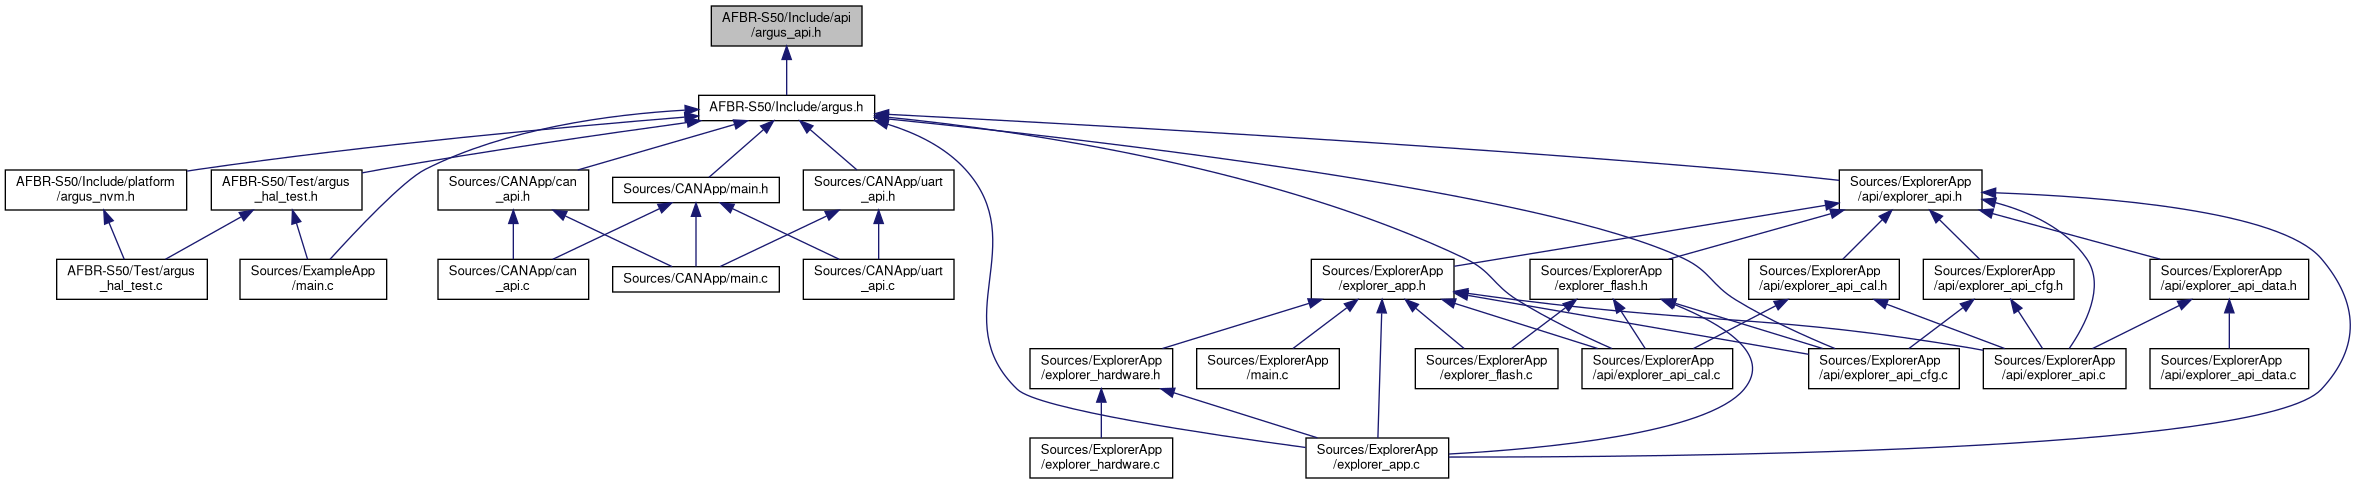 AFBR-S50/Include/api
/argus_api.h
AFBR-S50/Include/argus.h
AFBR-S50/Include/platform
/argus_nvm.h
AFBR-S50/Test/argus
_hal_test.h
Sources/CANApp/can
_api.h
Sources/CANApp/main.h
Sources/CANApp/uart
_api.h
Sources/ExplorerApp
/api/explorer_api.h
AFBR-S50/Test/argus
_hal_test.c
Sources/ExampleApp
/main.c
Sources/CANApp/can
_api.c
Sources/CANApp/main.c
Sources/CANApp/uart
_api.c
Sources/ExplorerApp
/explorer_app.h
Sources/ExplorerApp
/explorer_flash.h
Sources/ExplorerApp
/api/explorer_api_cal.h
Sources/ExplorerApp
/api/explorer_api_cfg.h
Sources/ExplorerApp
/api/explorer_api_data.h
Sources/ExplorerApp
/explorer_hardware.h
Sources/ExplorerApp
/main.c
Sources/ExplorerApp
/explorer_flash.c
Sources/ExplorerApp
/api/explorer_api_cal.c
Sources/ExplorerApp
/api/explorer_api_cfg.c
Sources/ExplorerApp
/api/explorer_api.c
Sources/ExplorerApp
/api/explorer_api_data.c
Sources/ExplorerApp
/explorer_hardware.c
Sources/ExplorerApp
/explorer_app.c